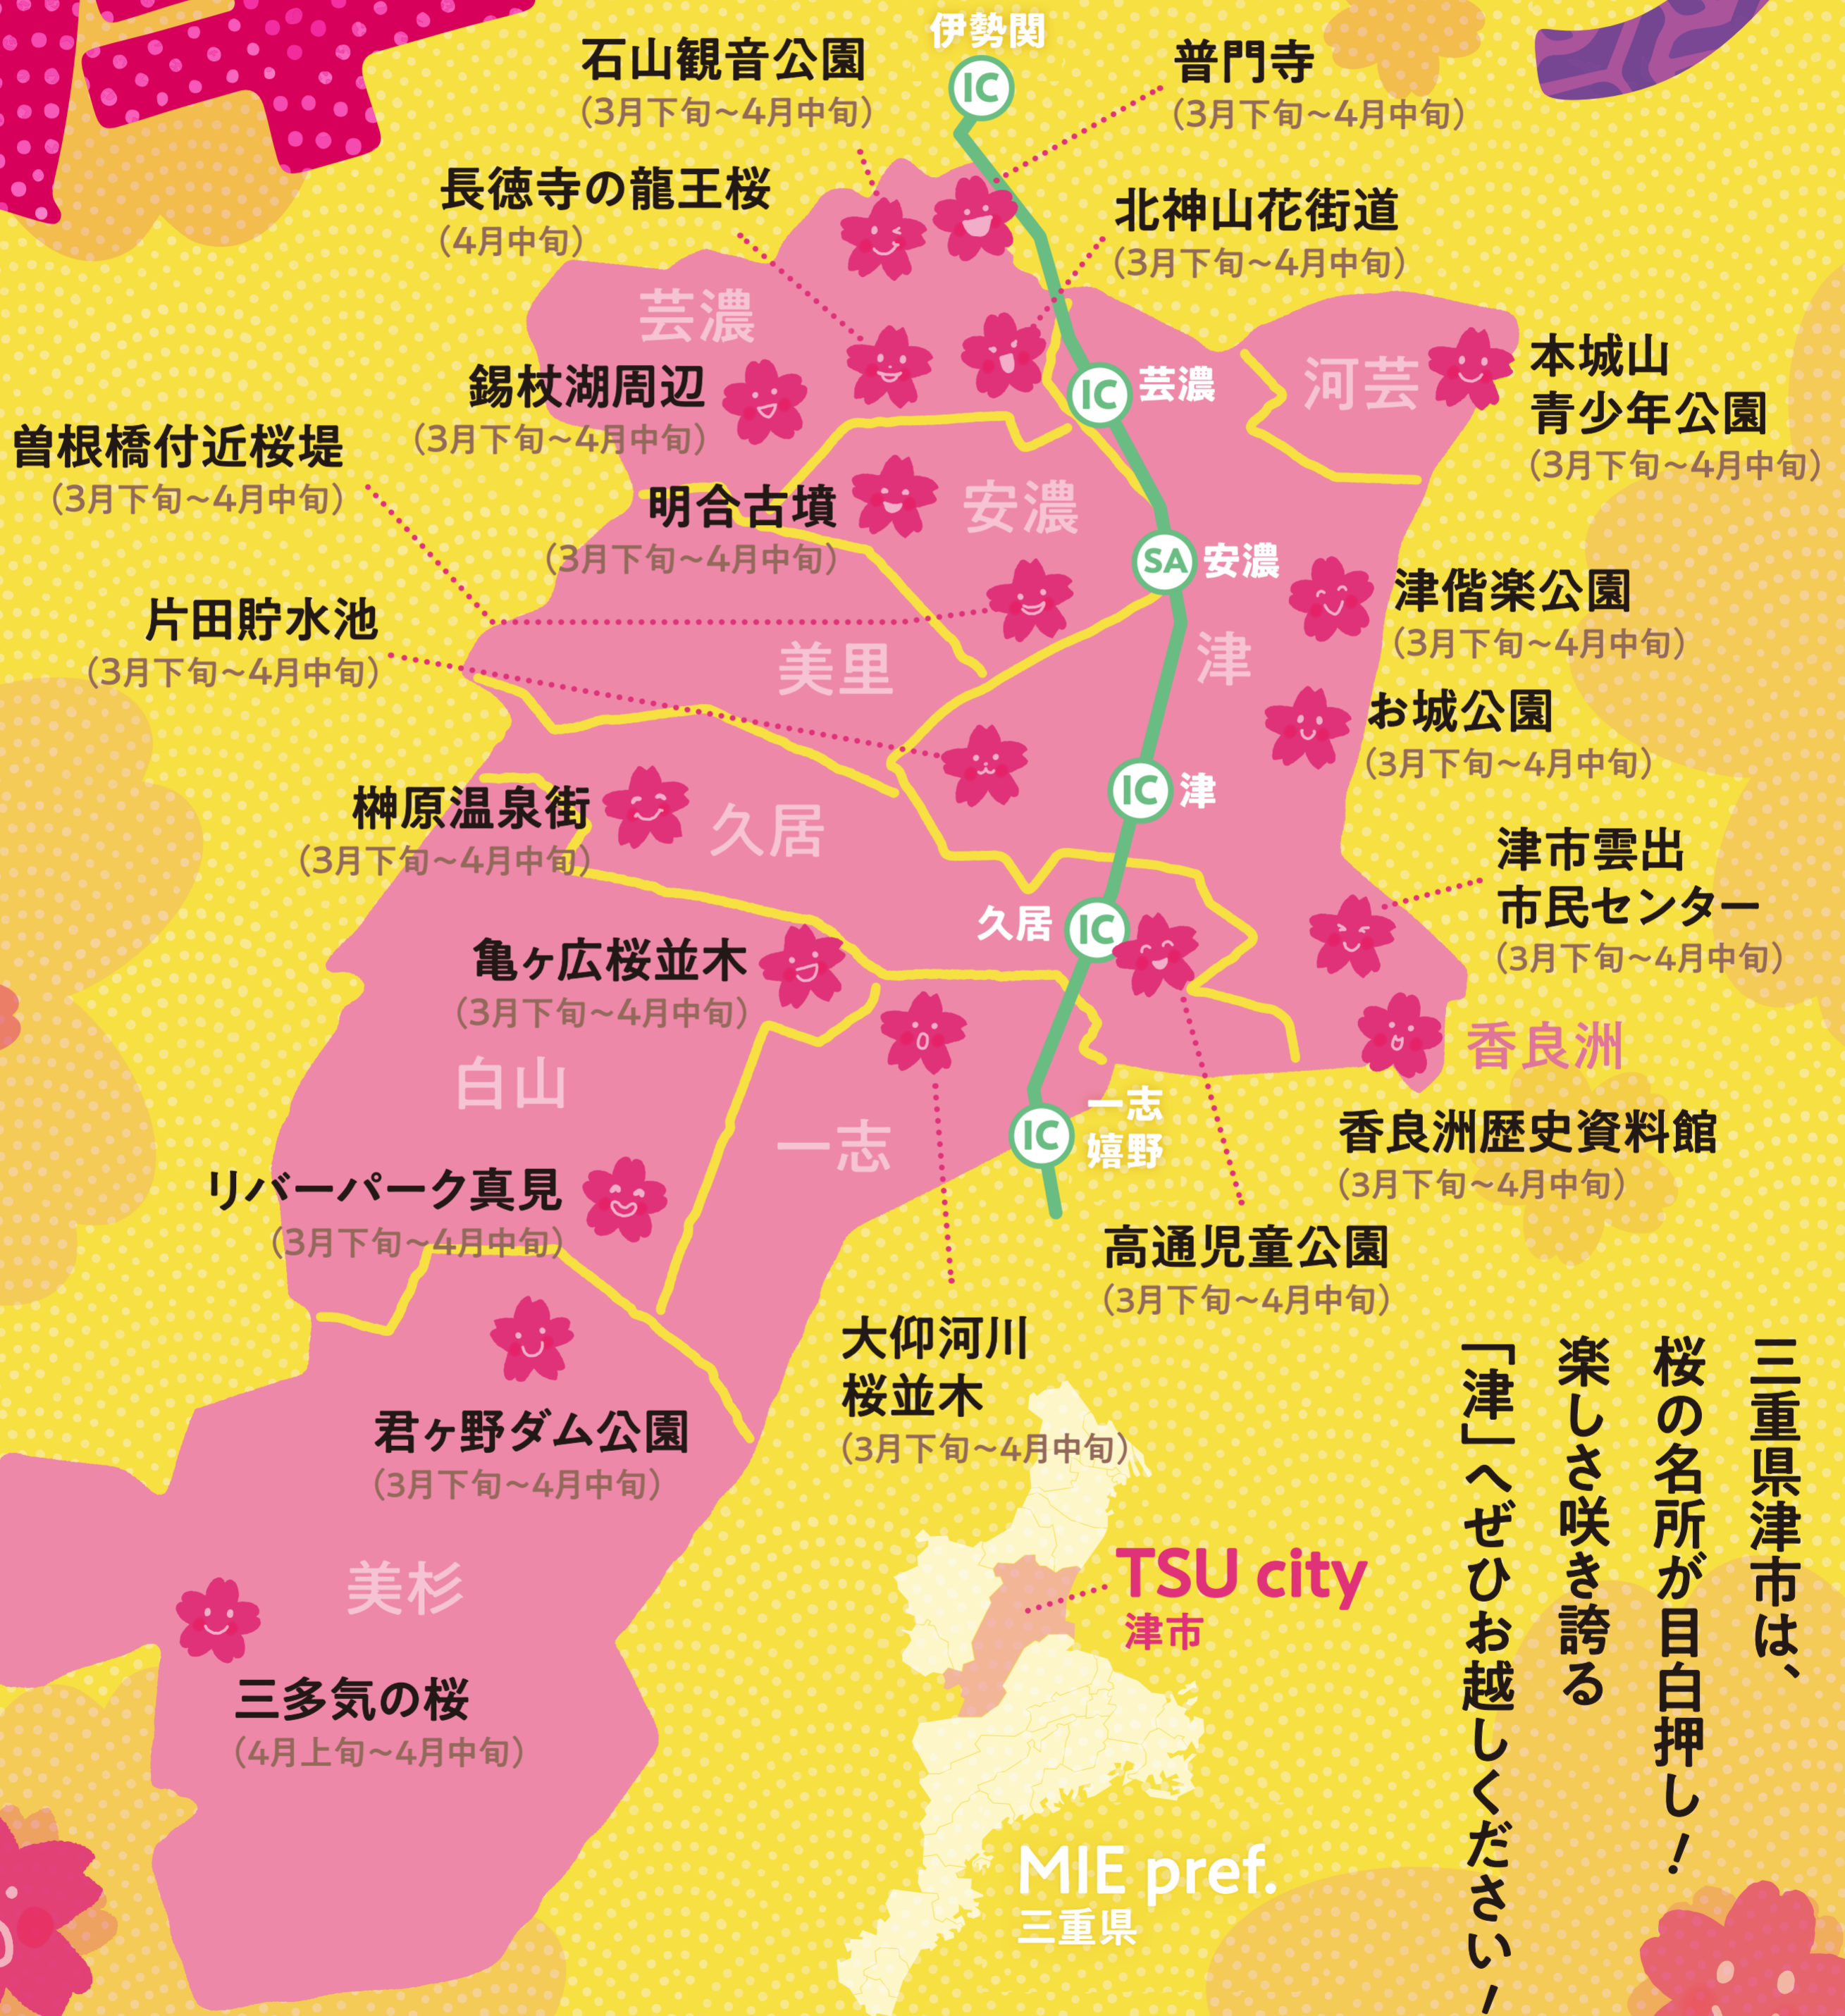 伊勢関
IC
石山観音公園
（3月下旬～4月中旬）
普門寺
（3月下旬～4月中旬）
長徳寺の龍王桜
（4月中旬）
北神山花街道
（3月下旬～4月中旬）
芸濃
IC
芸濃
河芸
本城山
青少年公園
（3月下旬～4月中旬）
錫杖湖周辺
（3月下旬～4月中旬）
曽根橋付近桜堤
（3月下旬～4月中旬）
明合古墳
（3月下旬～4月中旬）
安濃
SA
安濃
津偕楽公園
（3月下旬～4月中旬）
片田貯水池
（3月下旬～4月中旬）
美里
津
お城公園
（3月下旬～4月中旬）
IC
津
榊原温泉街
（3月下旬～4月中旬）
久居
津市雲出
市民センター
（3月下旬～4月中旬）
久居
IC
亀ヶ広桜並木
（3月下旬～4月中旬）
香良洲
白山
一志
IC
一志
嬉野
香良洲歴史資料館
（3月下旬～4月中旬）
リバーパーク真見
（3月下旬～4月中旬）
高通児童公園
（3月下旬～4月中旬）
大仰河川
桜並木
（3月下旬～4月中旬）
君ヶ野ダム公園
（3月下旬～4月中旬）
美杉
三多気の桜
（4月上旬～4月中旬）
TSU city
津市
MIE pref.
三重県
三重県津市は、
桜の名所が目白押し！
楽しさ咲き誇る
「津」へぜひお越しください！